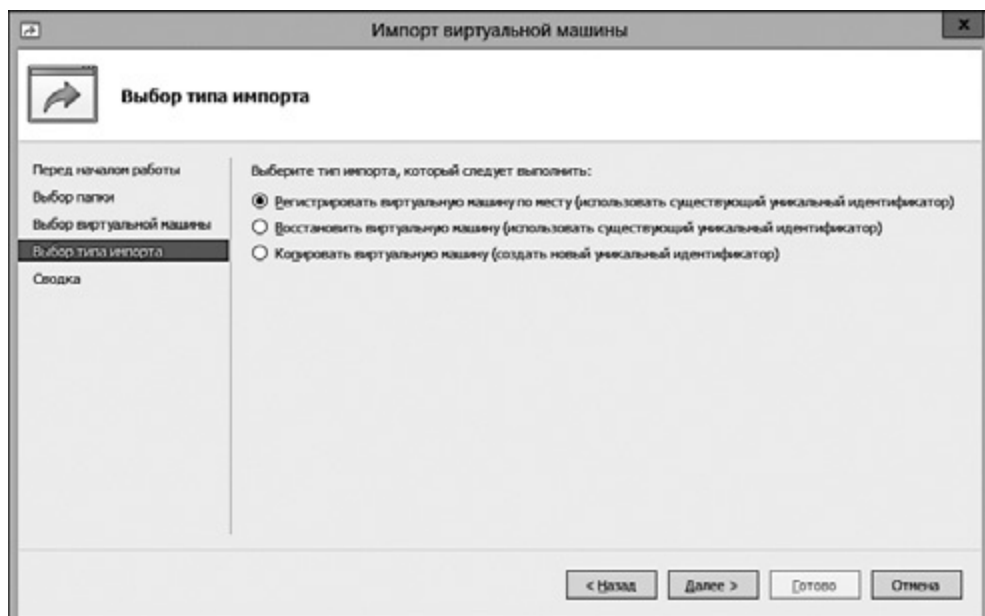 Импорт виртуальной машины
x
Выбор типа импорта
Перед началом работы
Выбор папки
Выбор виртуальной машины
Выбор типа импорта
Сводка
Выберите тип импорта, который следует выполнить:
Регистрировать виртуальную машину по месту (использовать существующий уникальный идентификатор)
Восстановить виртуальную машину (использовать существующий уникальный идентификатор)
Копировать виртуальную машину (создать новый уникальный идентификатор)
< Назад
Далее >
Готово
Отмена